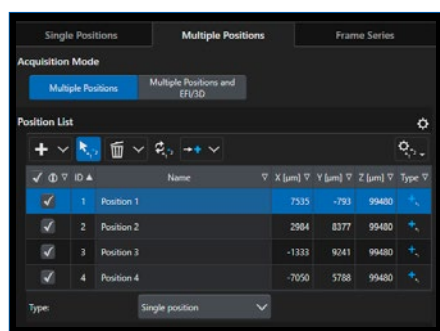 Single Positions Multiple Positions Frame Series
Acquisition Mode
Multiple Positions Multiple Positions and EFI/3D
Position List
ID Name X [µm] Y [µm] Z [µm] Type
1 Position 1 7535 -793 99480
2 Position 2 2984 8377 99480
3 Position 3 -1333 9241 99480
4 Position 4 -7050 5788 99480
Type: Single position